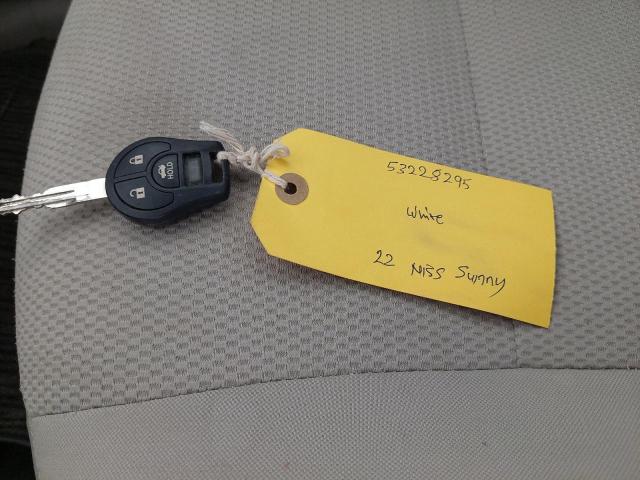 HOLD
53228295
White
22 NISS Sunny